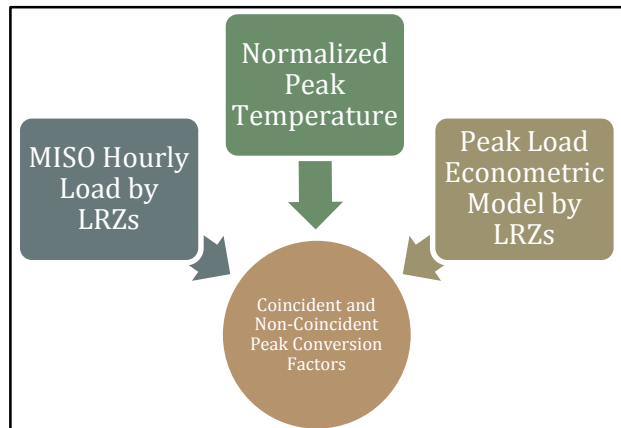 Normalized
Peak
Temperature
MISO Hourly
Load by
LRZs
Peak Load
Econometric
Model by
LRZs
Coincident and
Non-Coincident
Peak Conversion
Factors